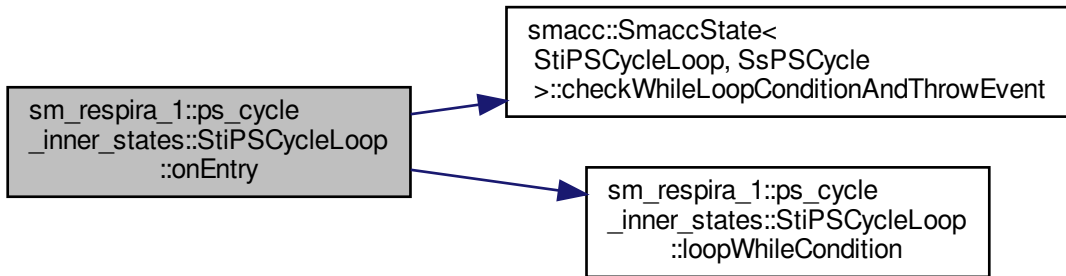 sm_respira_1::ps_cycle
_inner_states::StiPSCycleLoop
::onEntry
smacc::SmaccState<
StiPSCycleLoop, SsPSCycle
>::checkWhileLoopConditionAndThrowEvent
sm_respira_1::ps_cycle
_inner_states::StiPSCycleLoop
::loopWhileCondition